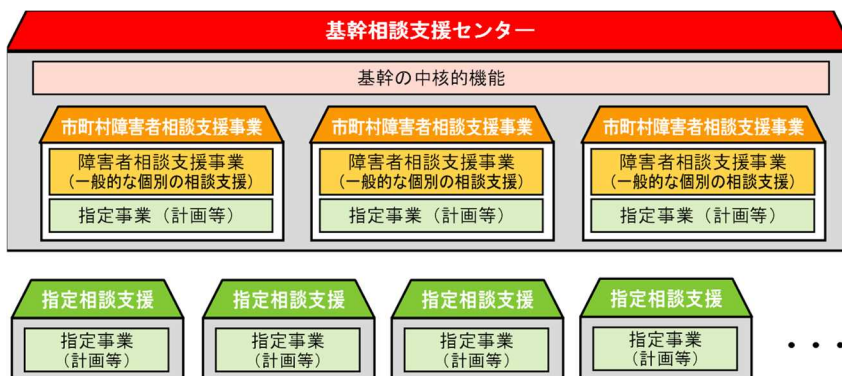 基幹相談支援センター
基幹の中核的機能
市町村障害者相談支援事業
市町村障害者相談支援事業
市町村障害者相談支援事業
障害者相談支援事業
（一般的な個別の相談支援）
障害者相談支援事業
（一般的な個別の相談支援）
障害者相談支援事業
（一般的な個別の相談支援）
指定事業（計画等）
指定事業（計画等）
指定事業（計画等）
指定相談支援
指定相談支援
指定相談支援
指定相談支援
指定事業
（計画等）
指定事業
（計画等）
指定事業
（計画等）
指定事業
（計画等）
・・・